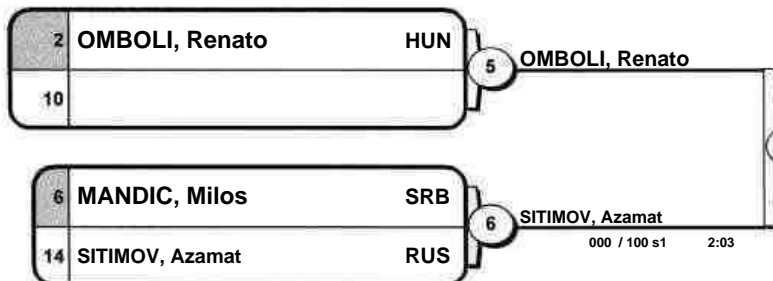 2 OMBOLI, Renato HUN
5 OMBOLI, Renato
10
6 MANDIC, Milos SRB
6 SITIMOV, Azamat
000 / 100 s1 2:03
14 SITIMOV, Azamat RUS